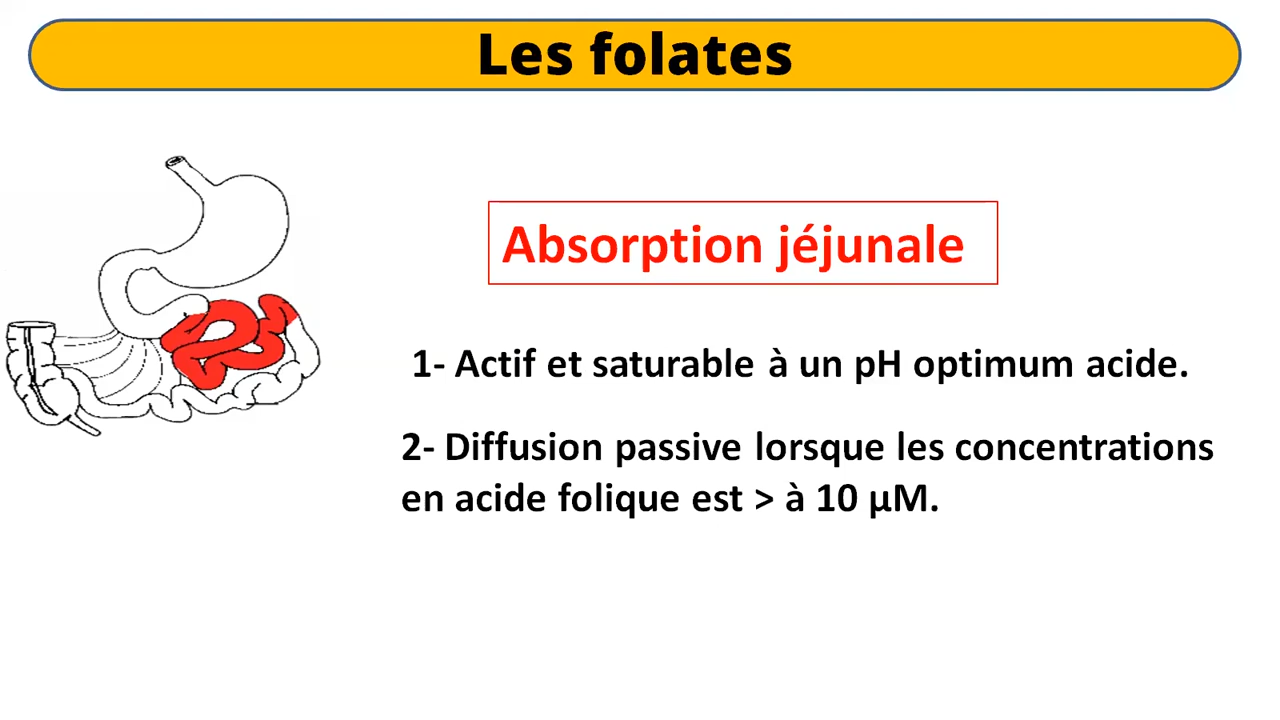 Les folates
Absorption jéjunale
1- Actif et saturable à un pH optimum acide.
2- Diffusion passive lorsque les concentrations
en acide folique est > à 10 µM.